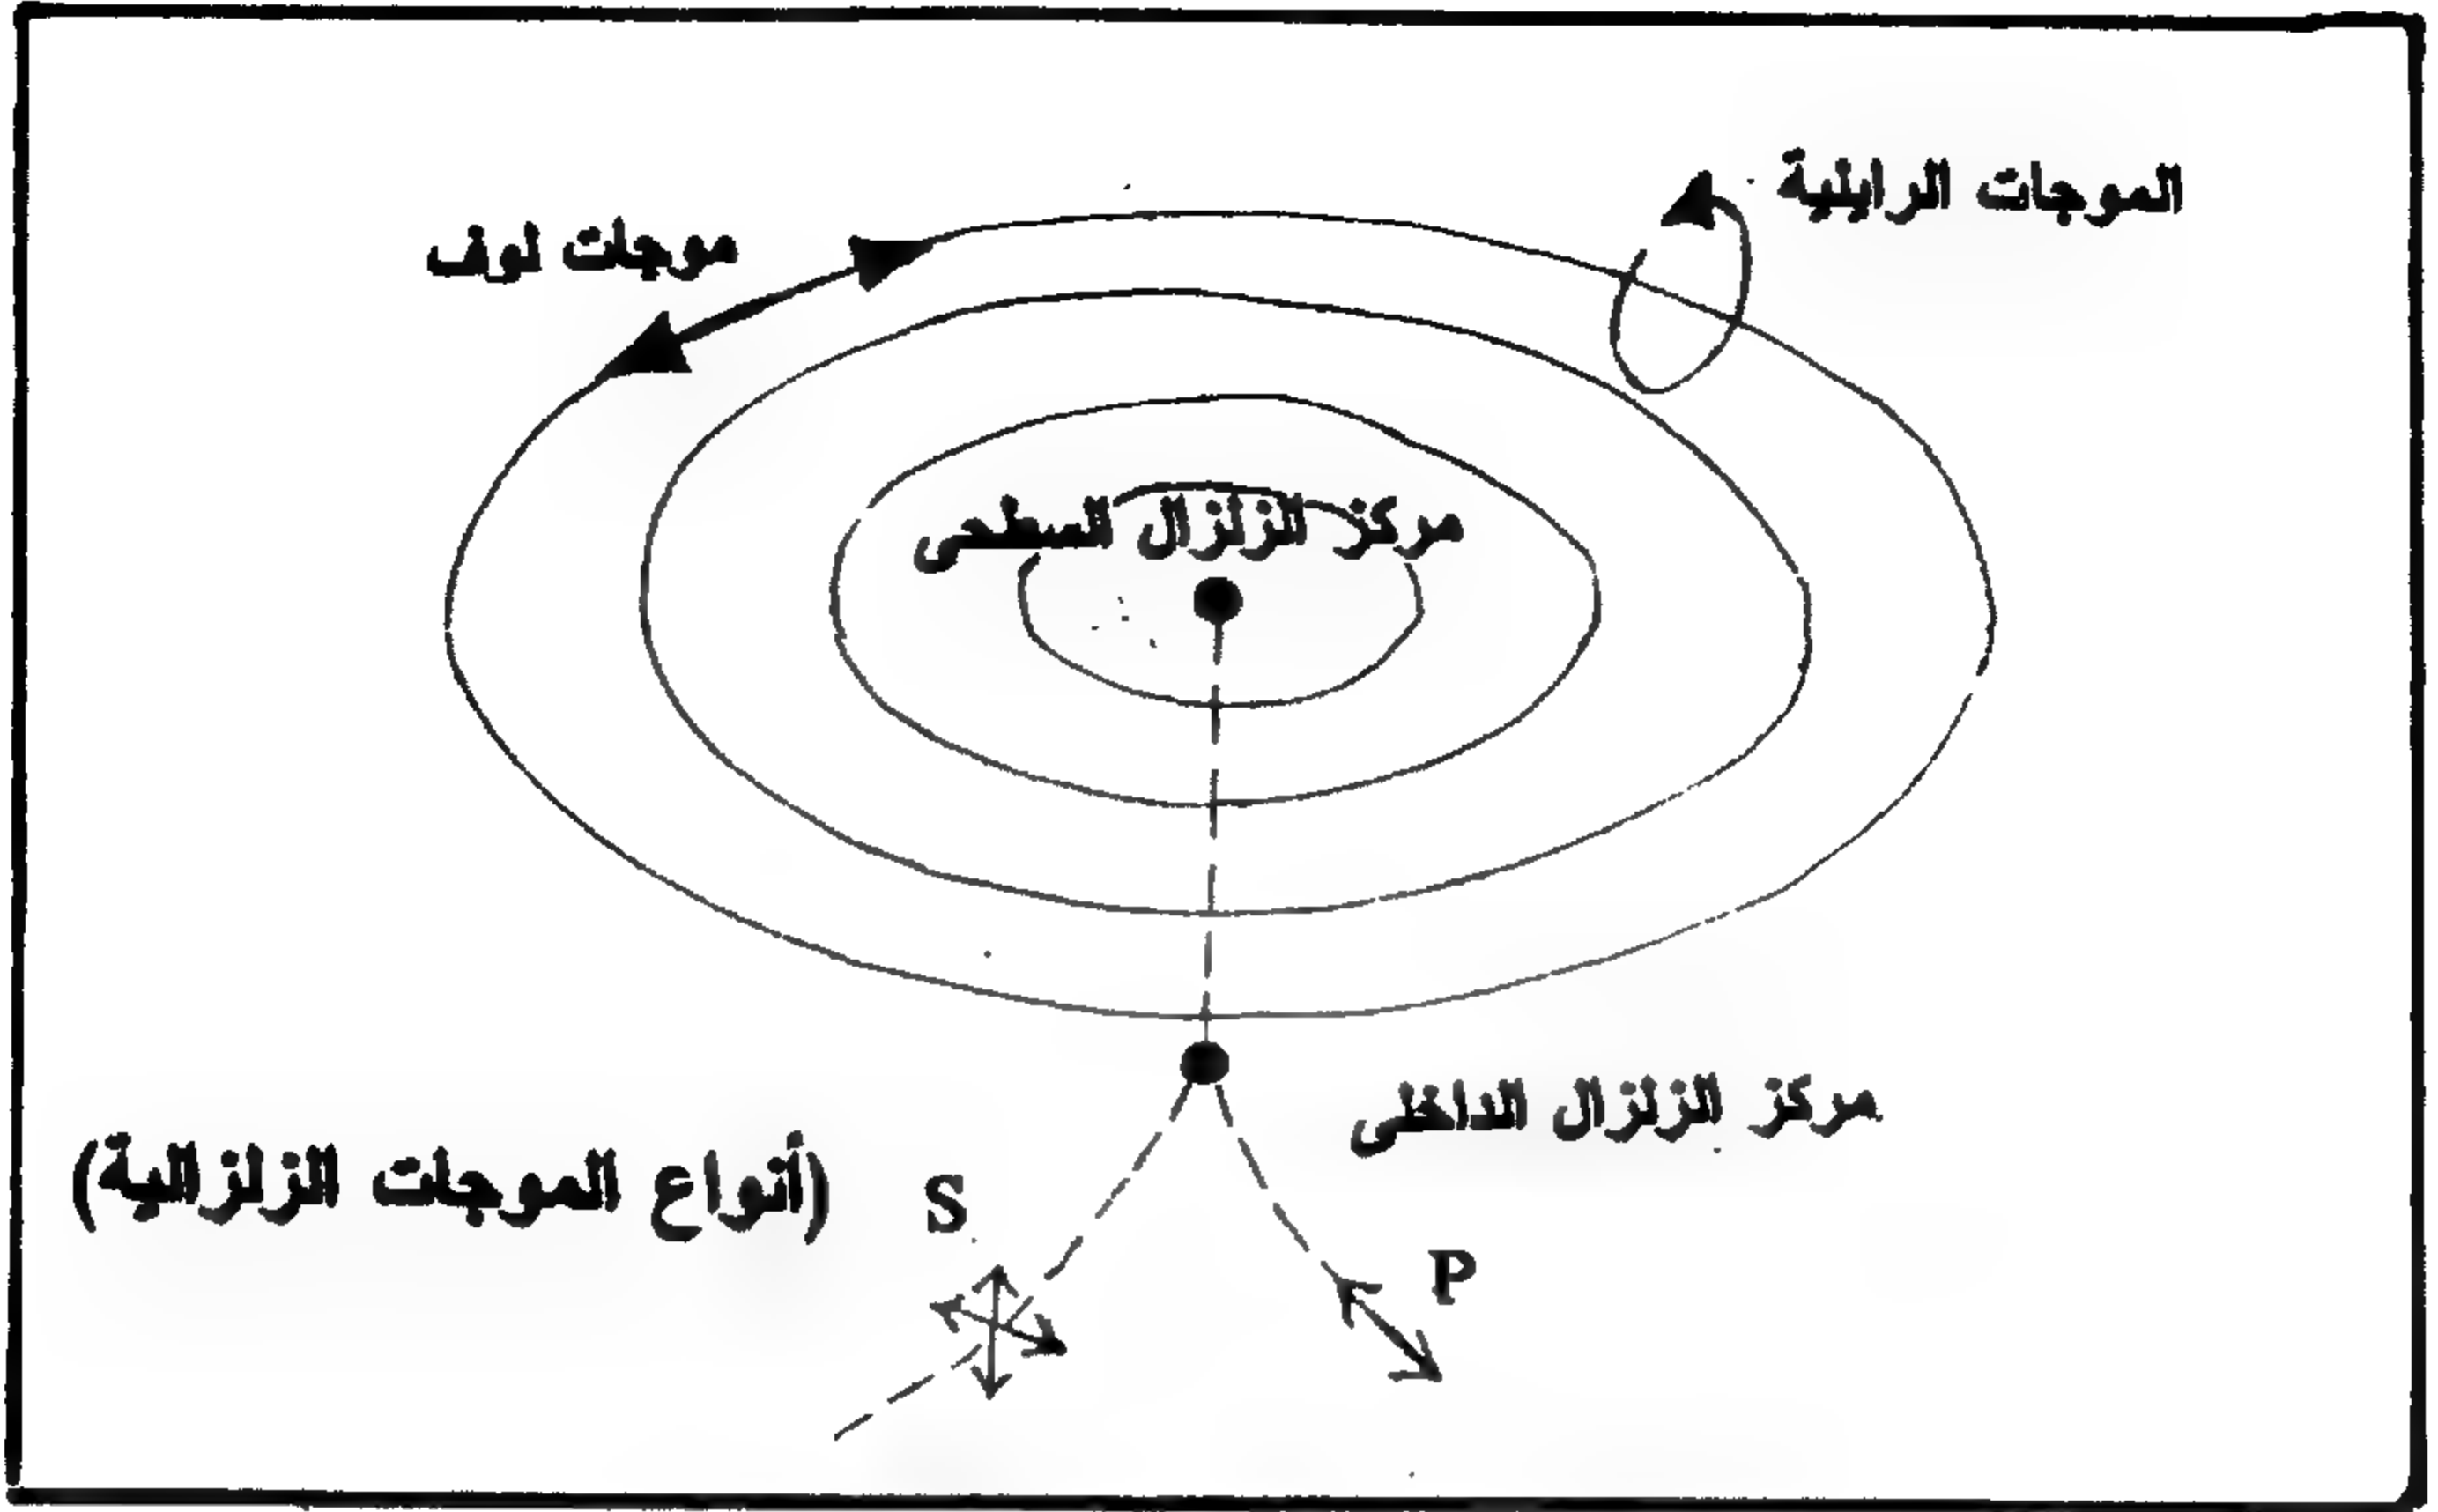 الموجات الرايلية
موجات لوف
مركز الزلزال السطحى
مركز الزلزال الداخلى
(أنواع الموجات الزلزالية)
S
P